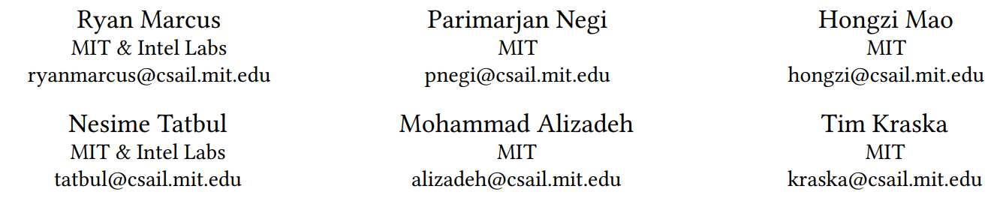 Ryan Marcus
MIT & Intel Labs
ryanmarcus@csail.mit.edu
Parimarjan Negi
MIT
pnegi@csail.mit.edu
Hongzi Mao
MIT
hongzi@csail.mit.edu
Nesime Tatbul
MIT & Intel Labs
tatbul@csail.mit.edu
Mohammad Alizadeh
MIT
alizadeh@csail.mit.edu
Tim Kraska
MIT
kraska@csail.mit.edu